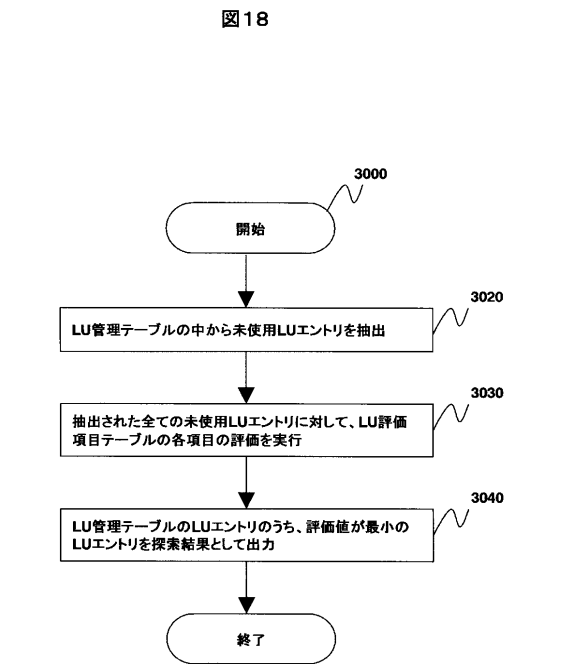 図18
3000
開始
3020
LU管理テーブルの中から未使用LUエントリを抽出
3030
抽出された全ての未使用LUエントリに対して、LU評価
項目テーブルの各項目の評価を実行
3040
LU管理テーブルのLUエントリのうち、評価値が最小の
LUエントリを探索結果として出力
終了